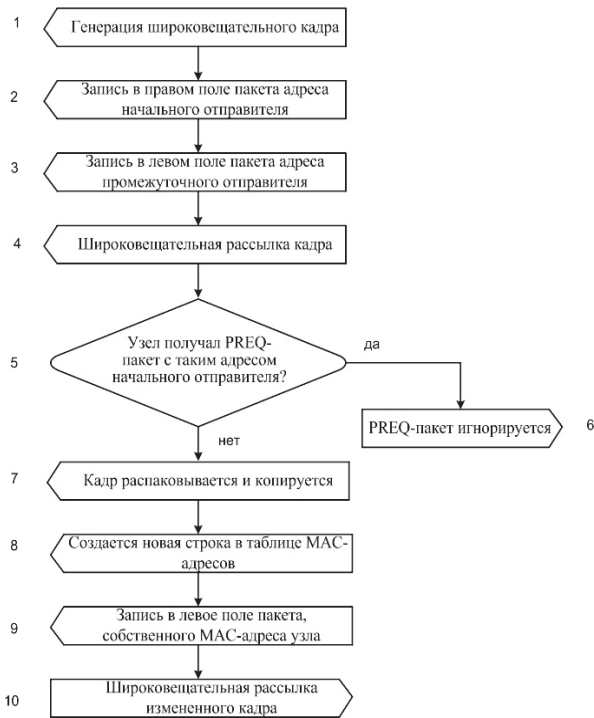 1
Генерация широковещательного кадра
2
Запись в правом поле пакета адреса
начального отправителя
3
Запись в левом поле пакета адреса
промежуточного отправителя
4
Широковещательная рассылка кадра
5
Узел получал PREQ-
пакет с таким адресом
начального отправителя?
да
PREQ-пакет игнорируется
6
нет
7
Кадр распаковывается и копируется
8
Создается новая строка в таблице MAC-
адресов
9
Запись в левое поле пакета,
собственного MAC-адреса узла
10
Широковещательная рассылка
измененного кадра